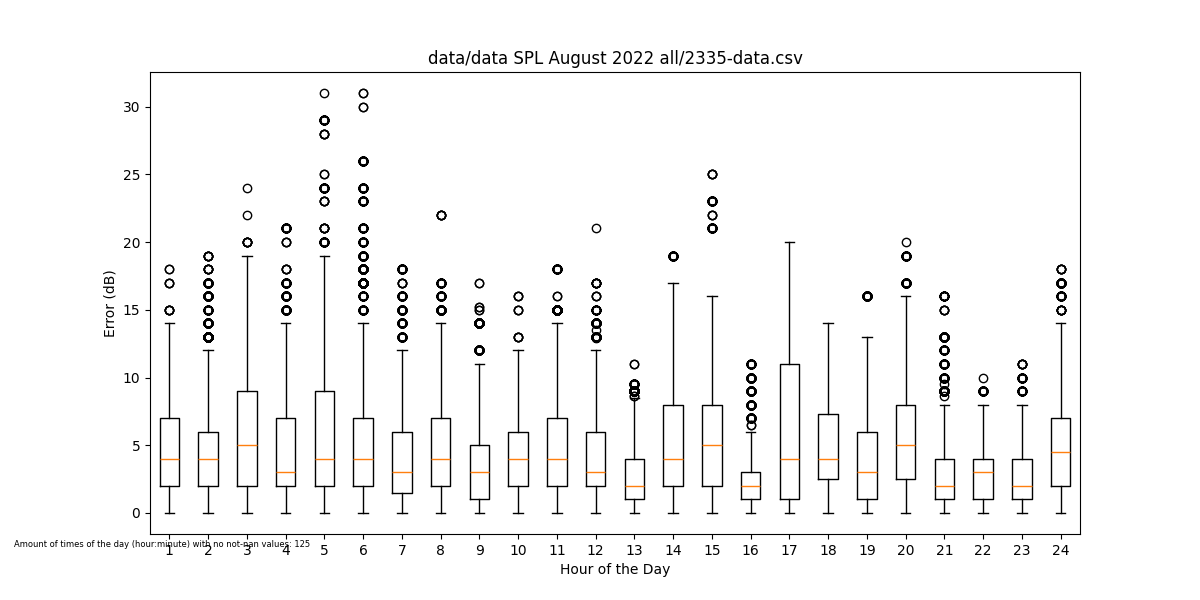 data/data SPL August 2022 all/2335-data.csv
30
25
20
15
10
5
0
Error (dB)
1 2 3 4 5 6 7 8 9 10 11 12 13 14 15 16 17 18 19 20 21 22 23 24
Amount of times of the day (hour:minute) with no not-nan values: 125
Hour of the Day